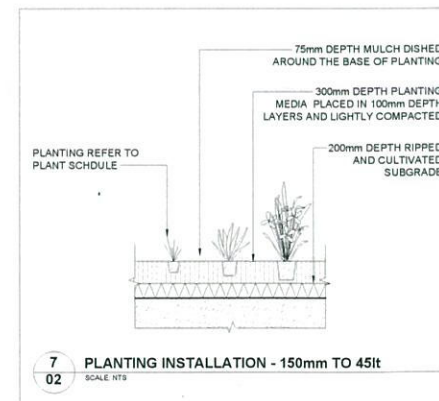 75mm DEPTH MULCH DISHED
AROUND THE BASE OF PLANTING
300mm DEPTH PLANTING
MEDIA PLACED IN 100mm DEPTH
LAYERS AND LIGHTLY COMPACTED
PLANTING REFER TO
PLANT SCHDULE
200mm DEPTH RIPPED
AND CULTIVATED
SUBGRADE
7
02
PLANTING INSTALLATION - 150mm TO 45lt
SCALE: NTS